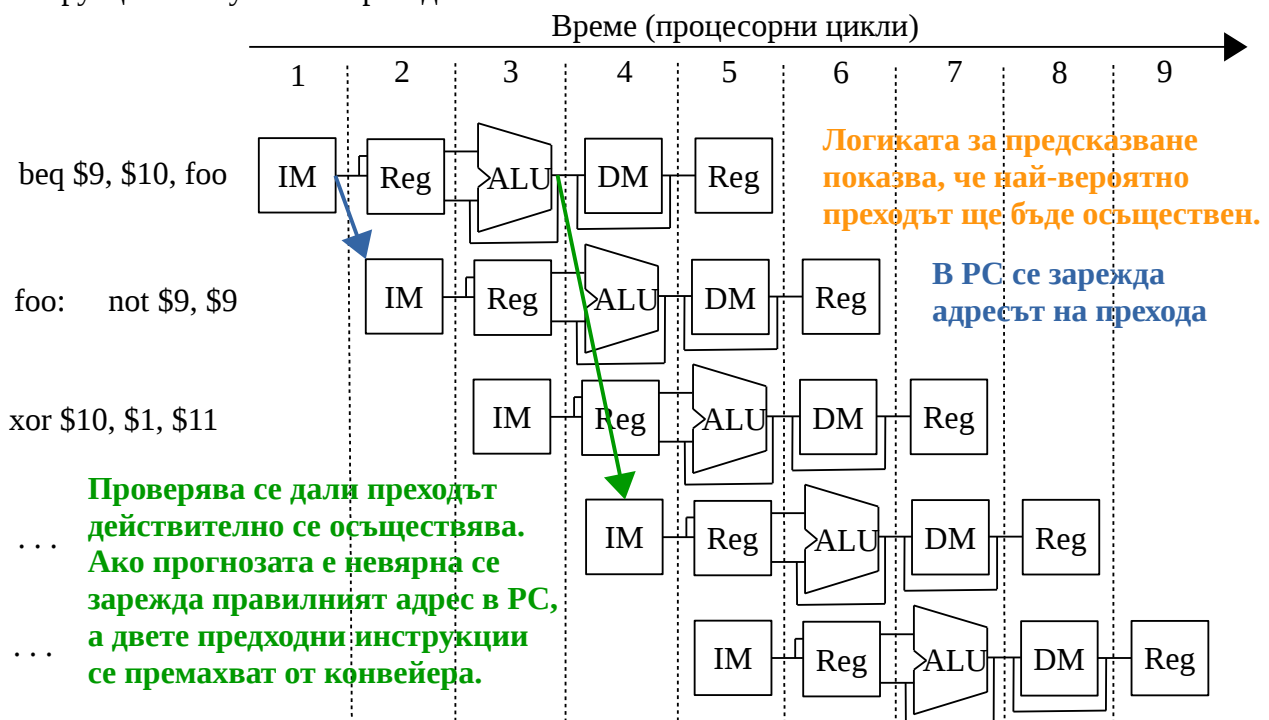 Време (процесорни цикли)
1 2 3 4 5 6 7 8 9
beq $9, $10, foo
IM Reg ALU DM Reg
Логиката за предсказване
показва, че най-вероятно
преходът ще бъде осъществен.
foo: not $9, $9
IM Reg ALU DM Reg
В PC се зарежда
адресът на прехода
xor $10, $1, $11
IM Reg ALU DM Reg
Проверява се дали преходът
действително се осъществява.
Ако прогнозата е невярна се
зарежда правилният адрес в PC,
а двете предходни инструкции
се премахват от конвейера.
. . .
IM Reg ALU DM Reg
. . .
IM Reg ALU DM Reg